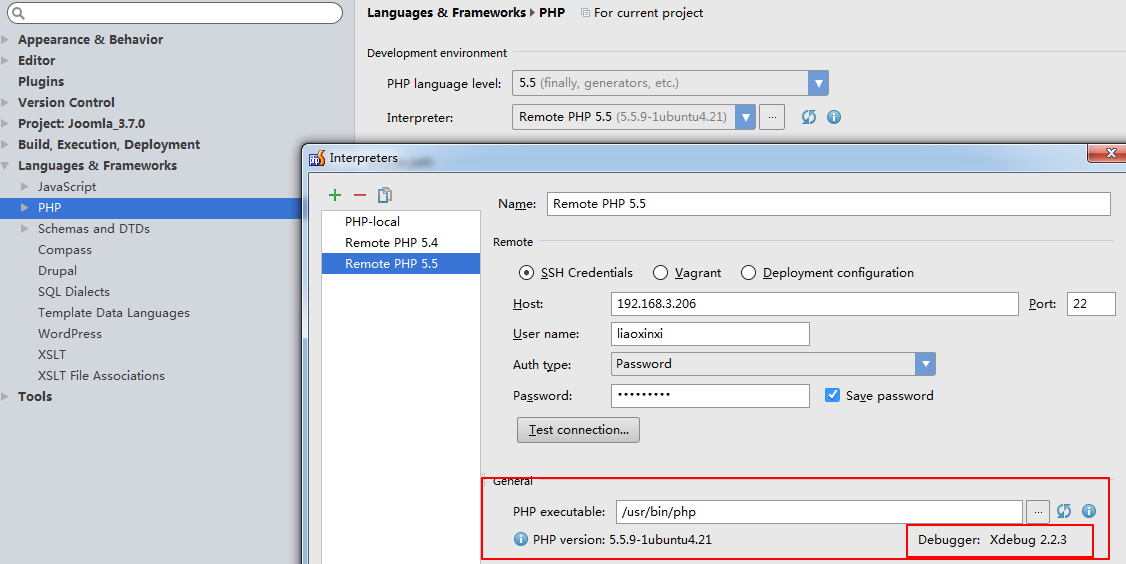 Languages & Frameworks PHP For current project
Appearance & Behavior
Editor
Plugins
Version Control
Project: Joomla_3.7.0
Build, Execution, Deployment
Languages & Frameworks
JavaScript
PHP
Schemas and DTDs
Compass
Drupal
SQL Dialects
Template Data Languages
WordPress
XSLT
XSLT File Associations
Tools
Development environment
PHP language level: 5.5 (finally, generators, etc.)
Interpreter: Remote PHP 5.5 (5.5.9-1ubuntu4.21) ...
Interpreters
PHP-local
Remote PHP 5.4
Remote PHP 5.5
Name: Remote PHP 5.5
Remote
SSH Credentials Vagrant Deployment configuration
Host: 192.168.3.206 Port: 22
User name: liaoxinxi
Auth type: Password
Password: ••••••••• Save password
Test connection...
General
PHP executable: /usr/bin/php ...
PHP version: 5.5.9-1ubuntu4.21 Debugger: Xdebug 2.2.3